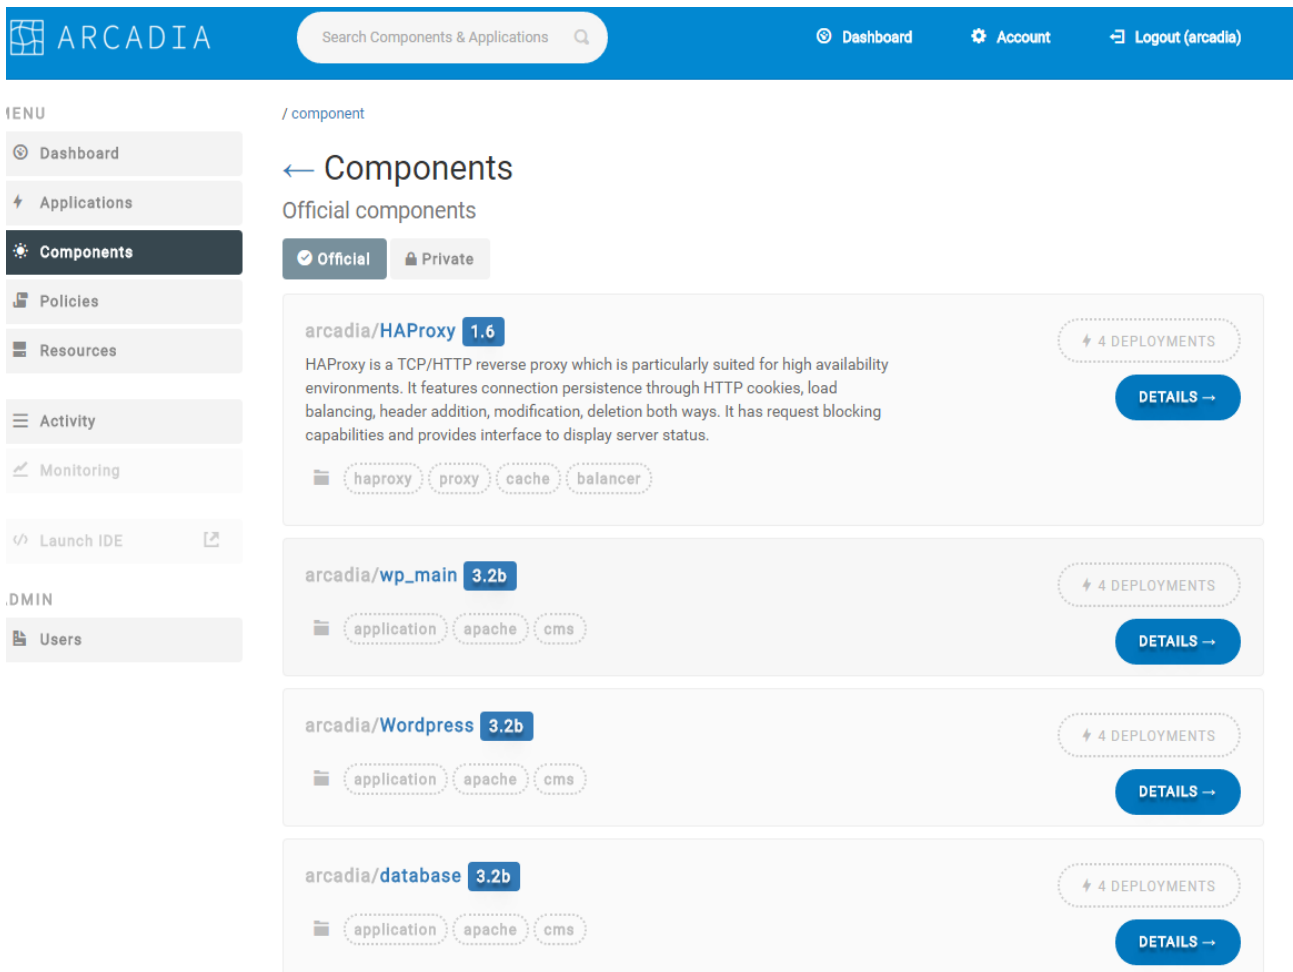 ARCADIA
Search Components & Applications
Dashboard
Account
Logout (arcadia)
MENU
Dashboard
Applications
Components
Policies
Resources
Activity
Monitoring
Launch IDE
ADMIN
Users
/ component
← Components
Official components
Official
Private
arcadia/HAProxy 1.6
4 DEPLOYMENTS
HAProxy is a TCP/HTTP reverse proxy which is particularly suited for high availability
environments. It features connection persistence through HTTP cookies, load
balancing, header addition, modification, deletion both ways. It has request blocking
capabilities and provides interface to display server status.
DETAILS →
haproxy proxy cache balancer
arcadia/wp_main 3.2b
4 DEPLOYMENTS
application apache cms
DETAILS →
arcadia/Wordpress 3.2b
4 DEPLOYMENTS
application apache cms
DETAILS →
arcadia/database 3.2b
4 DEPLOYMENTS
application apache cms
DETAILS →